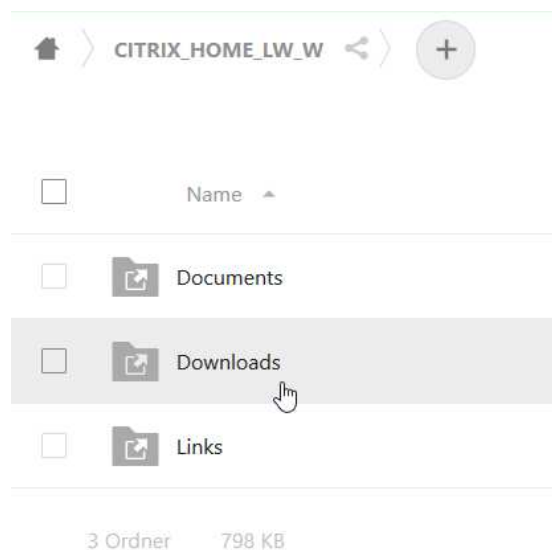 CITRIX_HOME_LW_W
Name
Documents
Downloads
Links
3 Ordner 798 KB